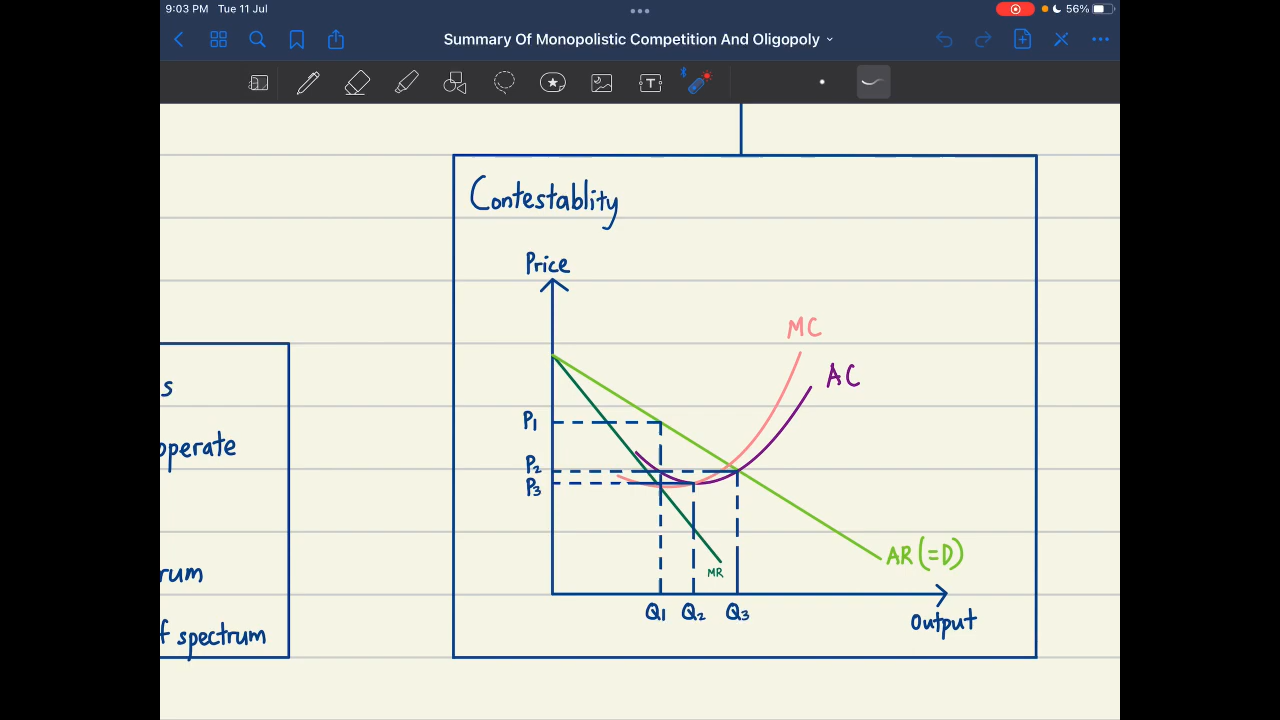 9:03 PM Tue 11 Jul
56%
Summary Of Monopolistic Competition And Oligopoly
T
Contestablity
Price
MC
AC
P1
P2
P3
s
operate
AR (=D)
MR
rum
Q1 Q2 Q3
Output
f spectrum